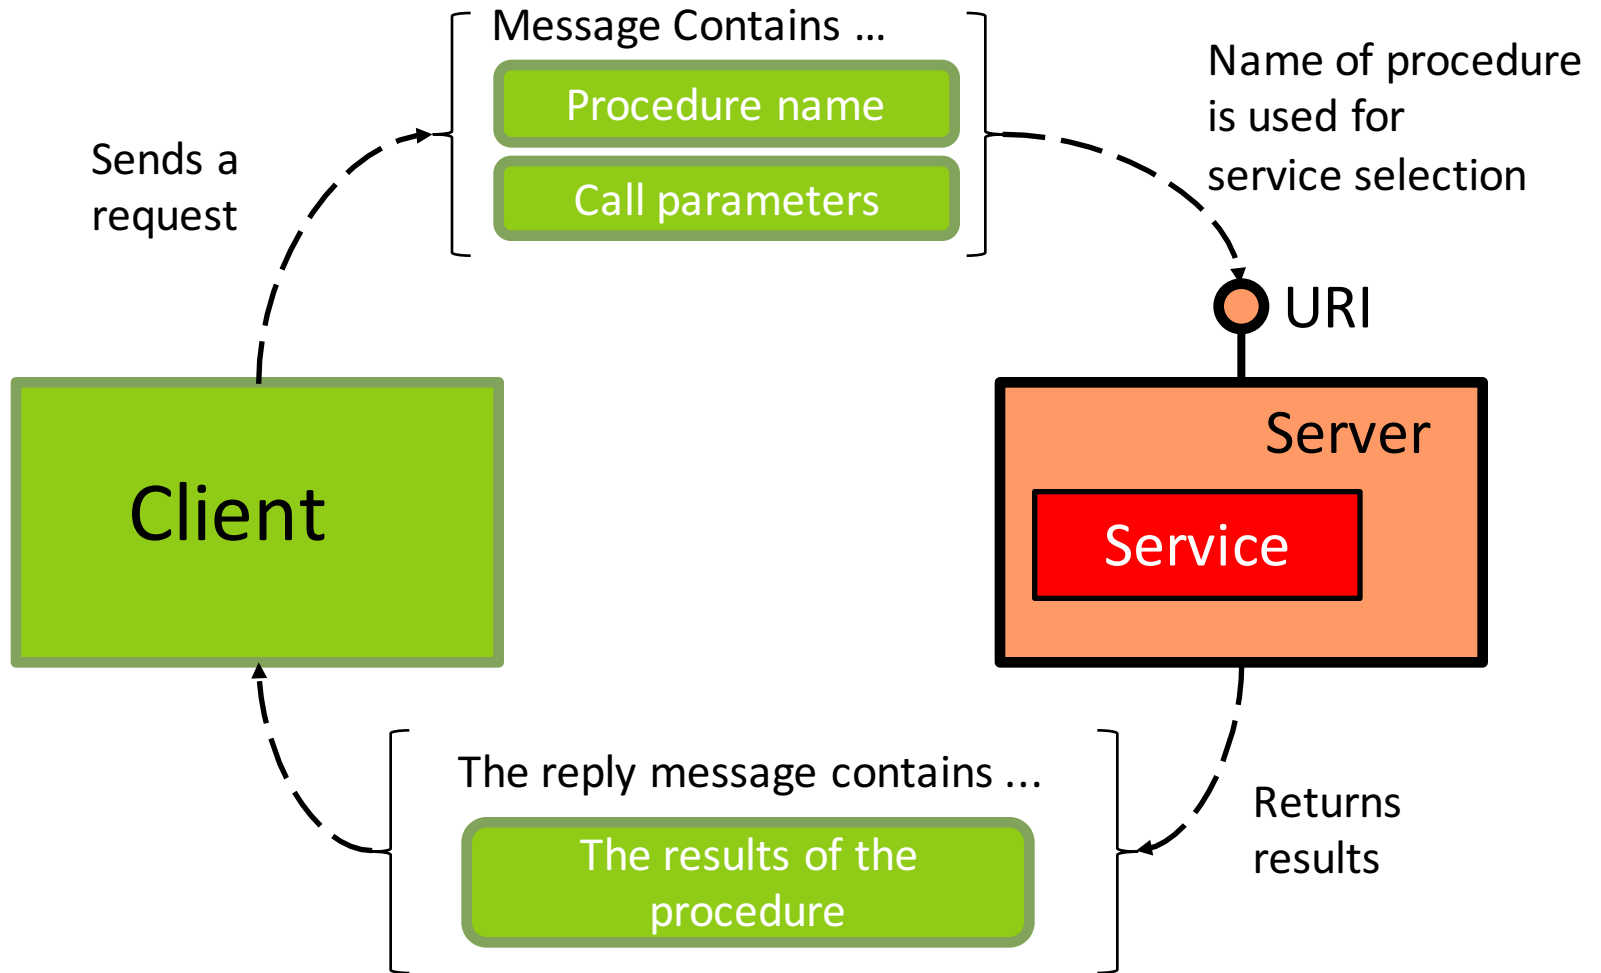 Message Contains ...
Procedure name
Call parameters
Sends a
request
Name of procedure
is used for
service selection
URI
Client
Server
Service
The reply message contains ...
The results of the
procedure
Returns
results